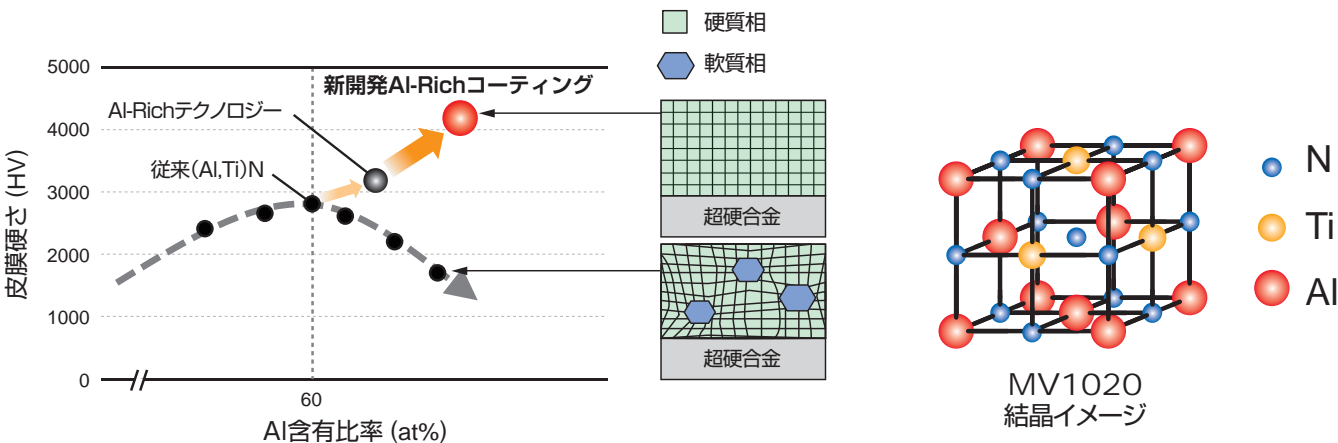 硬質相
軟質相
5000
4000
3000
2000
1000
0
皮膜硬さ (HV)
新開発Al-Richコーティング
Al-Richテクノロジー
従来(Al,Ti)N
60
Al含有比率 (at%)
超硬合金
超硬合金
N
Ti
Al
MV1020
結晶イメージ